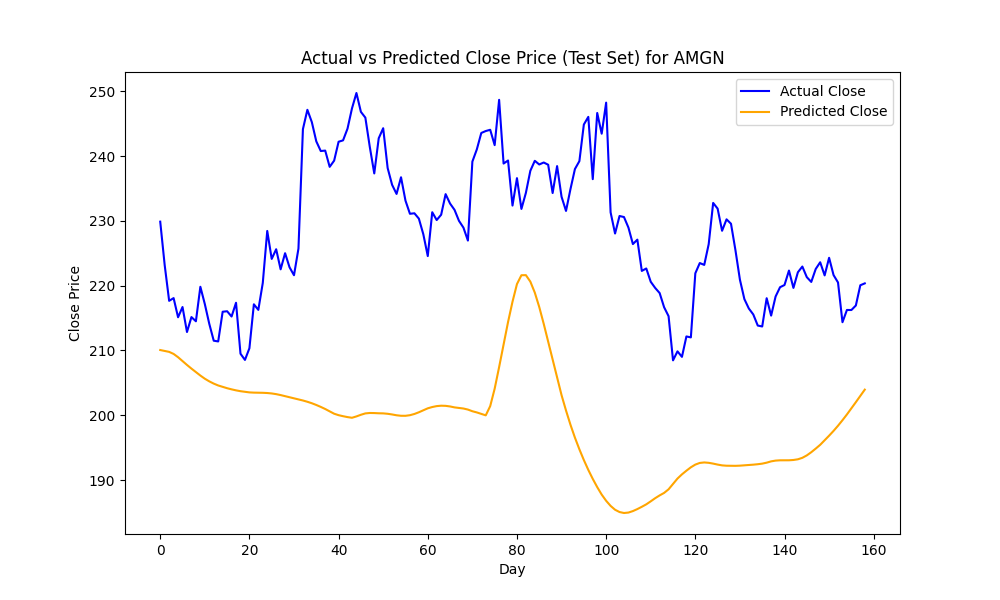 Actual vs Predicted Close Price (Test Set) for AMGN
Actual Close
Predicted Close
Close Price
250
240
230
220
210
200
190
0 20 40 60 80 100 120 140 160
Day